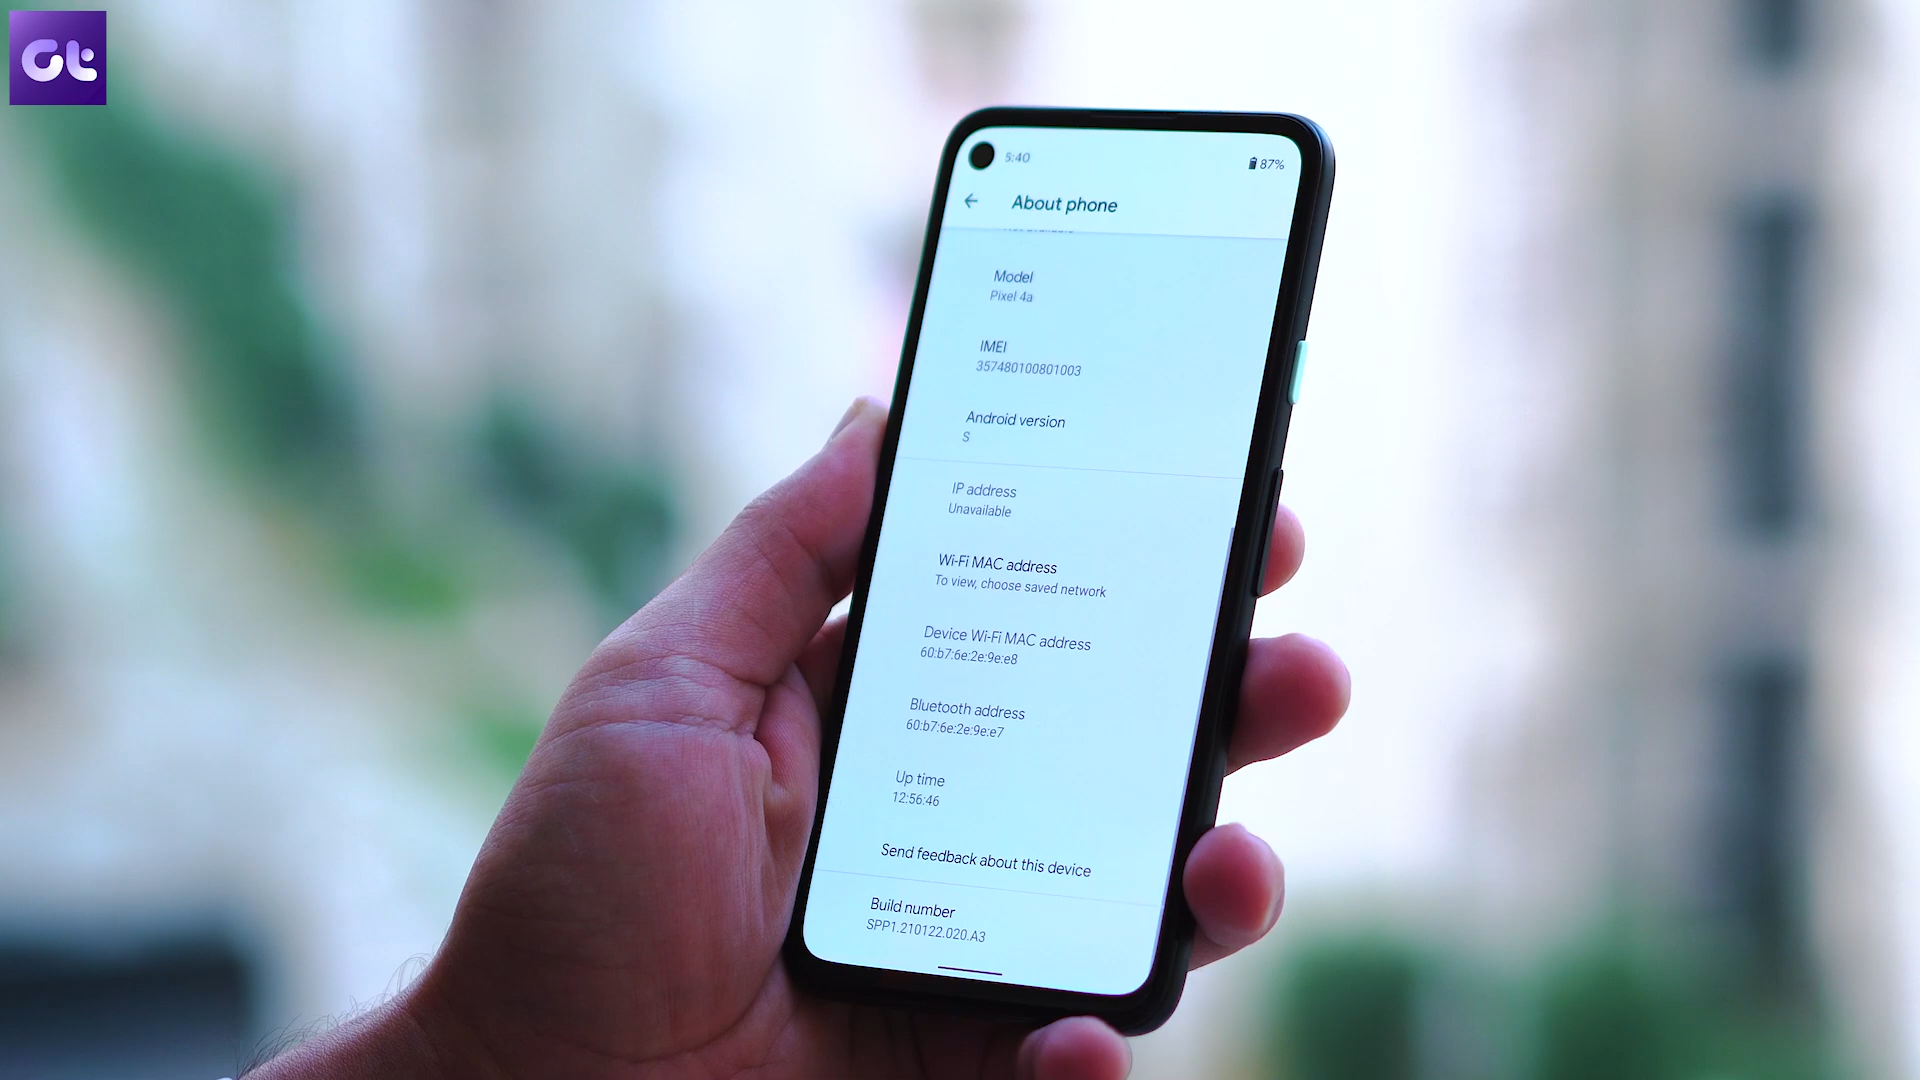 Gt
5:40
87%
About phone
Model
Pixel 4a
IMEI
357480100801003
Android version
S
IP address
Unavailable
Wi-Fi MAC address
To view, choose saved network
Device Wi-Fi MAC address
60:b7:6e:2e:9e:e8
Bluetooth address
60:b7:6e:2e:9e:e7
Up time
12:56:46
Send feedback about this device
Build number
SPP1.210122.020.A3